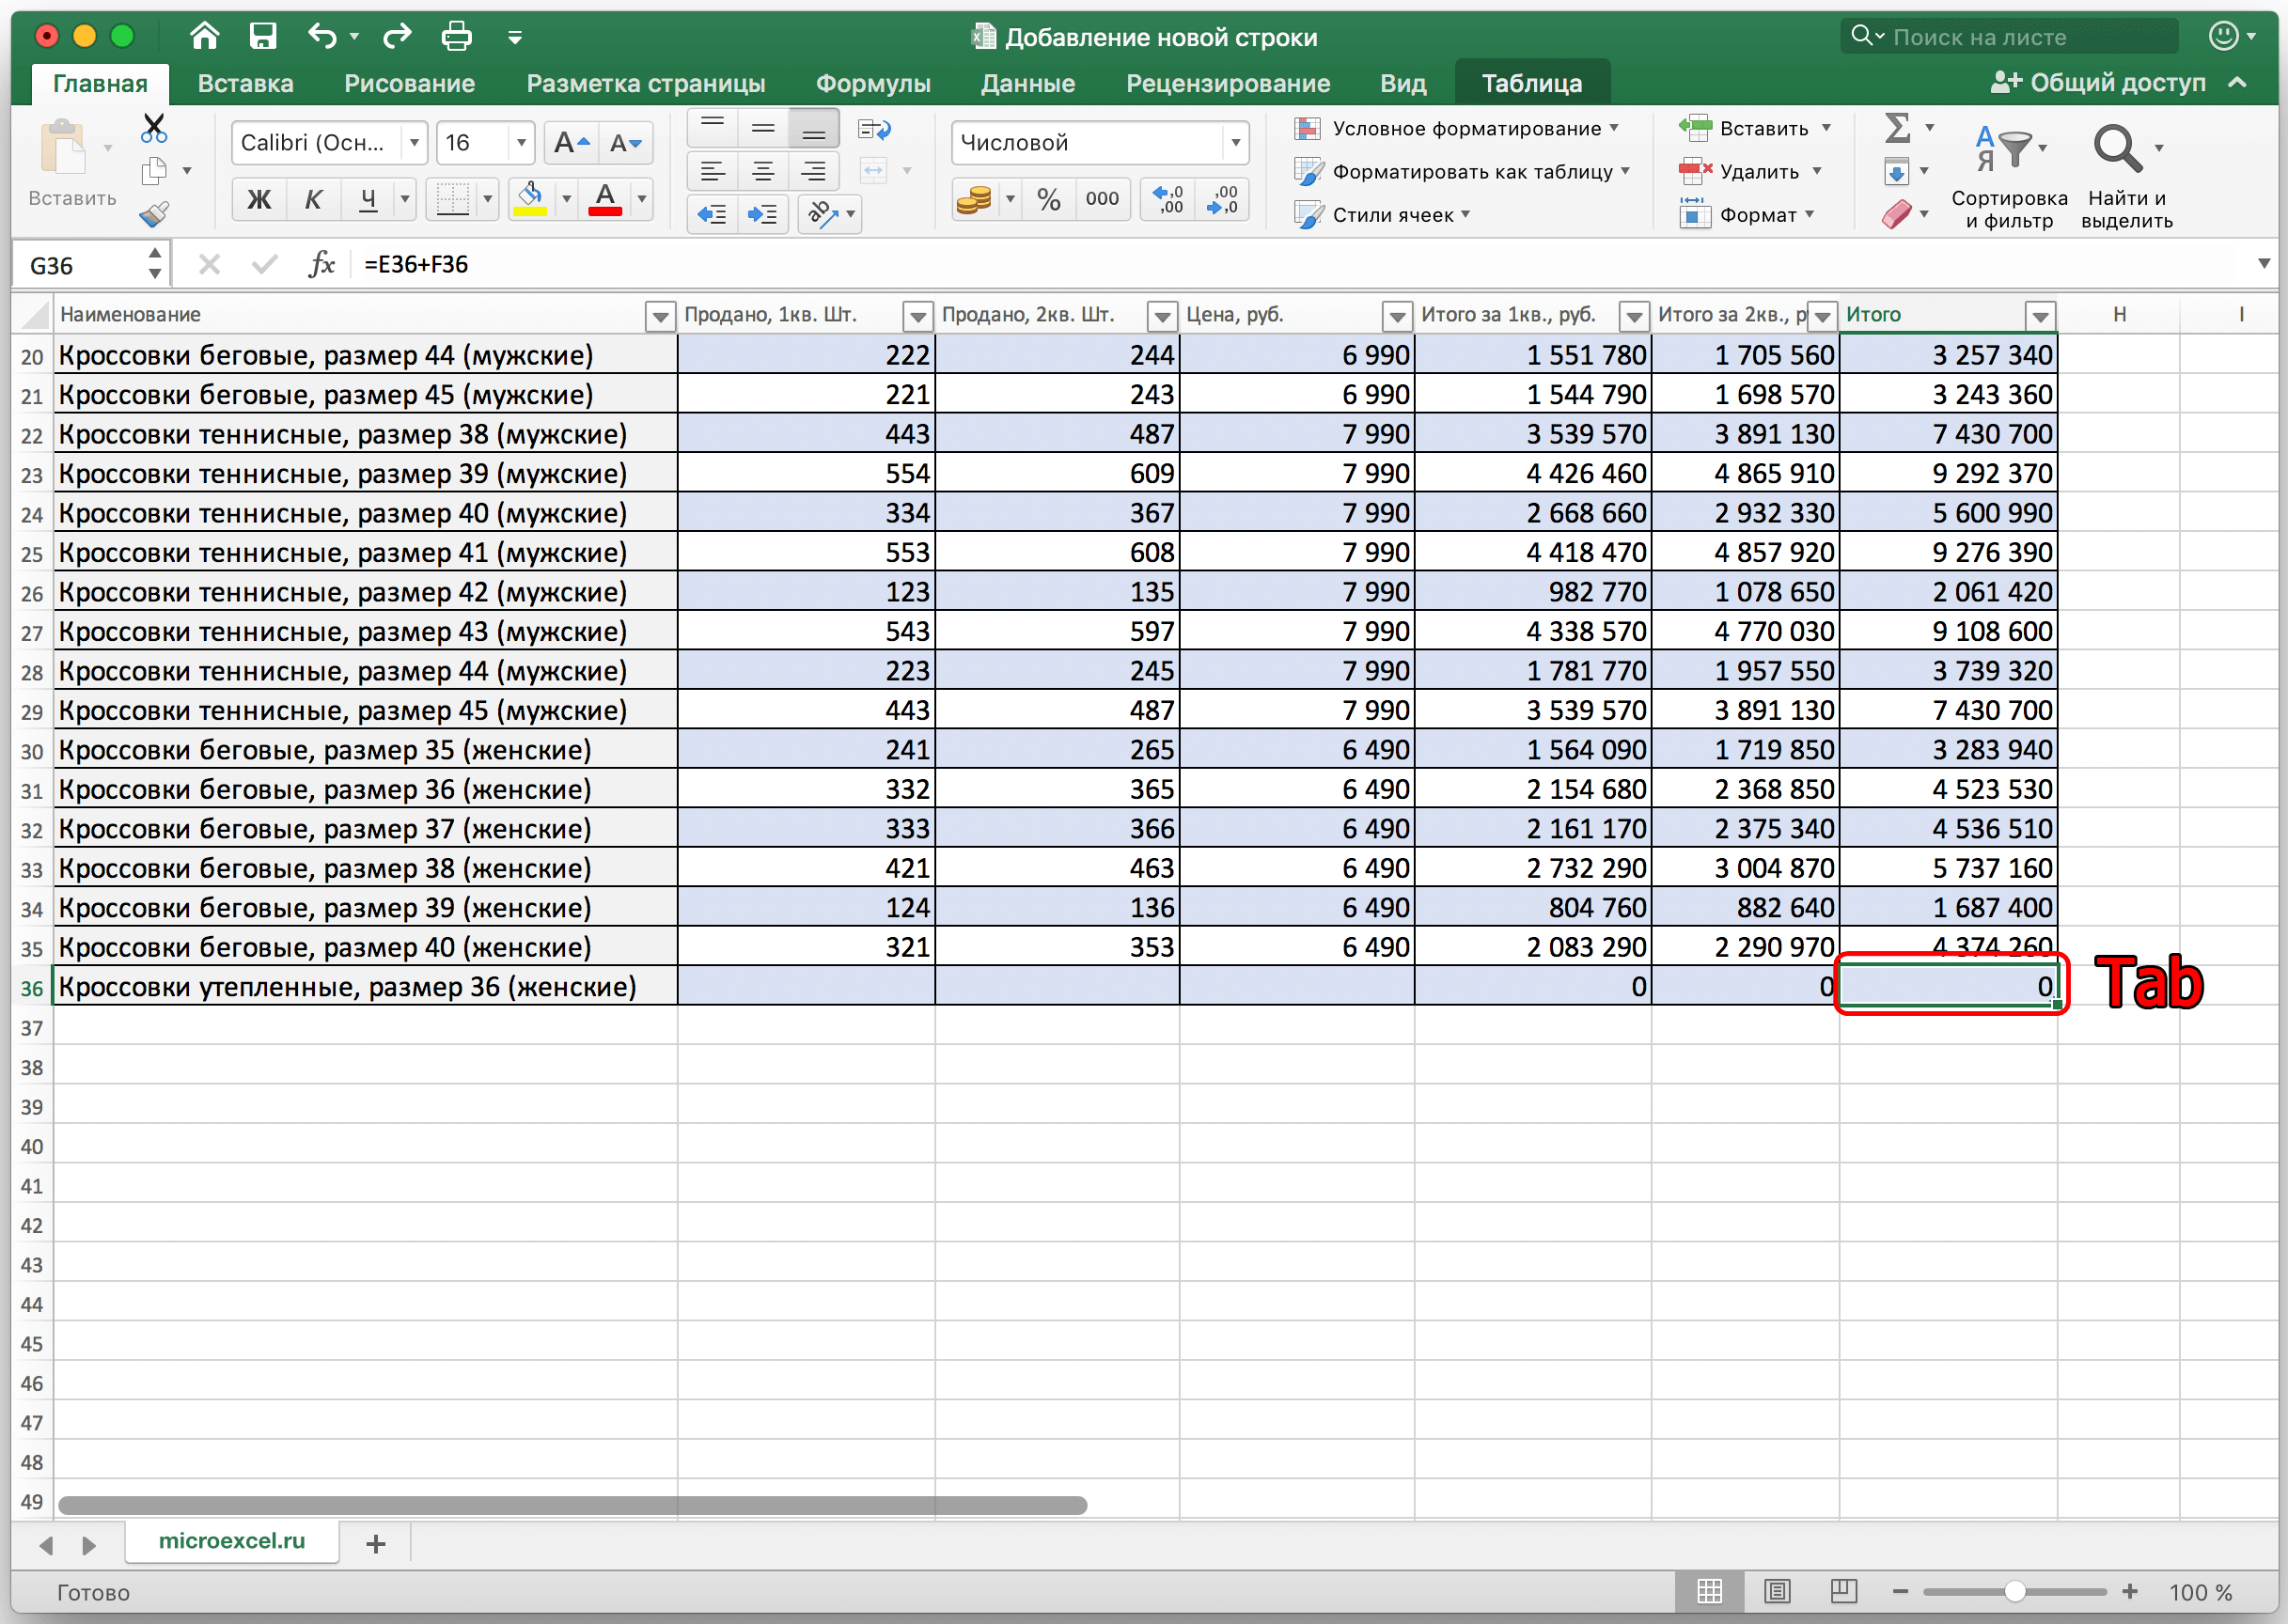 Добавление новой строки
Поиск на листе
Главная Вставка Рисование Разметка страницы Формулы Данные Рецензирование Вид Таблица Общий доступ
Вставить
Calibri (Осн... 16
Ж К Ч
Числовой
% 000
Условное форматирование
Форматировать как таблицу
Стили ячеек
Вставить
Удалить
Формат
Сортировка и фильтр
Найти и выделить
G36 fx =E36+F36
Наименование Продано, 1кв. Шт. Продано, 2кв. Шт. Цена, руб. Итого за 1кв., руб. Итого за 2кв., р Итого H I
20 Кроссовки беговые, размер 44 (мужские) 222 244 6 990 1 551 780 1 705 560 3 257 340
21 Кроссовки беговые, размер 45 (мужские) 221 243 6 990 1 544 790 1 698 570 3 243 360
22 Кроссовки теннисные, размер 38 (мужские) 443 487 7 990 3 539 570 3 891 130 7 430 700
23 Кроссовки теннисные, размер 39 (мужские) 554 609 7 990 4 426 460 4 865 910 9 292 370
24 Кроссовки теннисные, размер 40 (мужские) 334 367 7 990 2 668 660 2 932 330 5 600 990
25 Кроссовки теннисные, размер 41 (мужские) 553 608 7 990 4 418 470 4 857 920 9 276 390
26 Кроссовки теннисные, размер 42 (мужские) 123 135 7 990 982 770 1 078 650 2 061 420
27 Кроссовки теннисные, размер 43 (мужские) 543 597 7 990 4 338 570 4 770 030 9 108 600
28 Кроссовки теннисные, размер 44 (мужские) 223 245 7 990 1 781 770 1 957 550 3 739 320
29 Кроссовки теннисные, размер 45 (мужские) 443 487 7 990 3 539 570 3 891 130 7 430 700
30 Кроссовки беговые, размер 35 (женские) 241 265 6 490 1 564 090 1 719 850 3 283 940
31 Кроссовки беговые, размер 36 (женские) 332 365 6 490 2 154 680 2 368 850 4 523 530
32 Кроссовки беговые, размер 37 (женские) 333 366 6 490 2 161 170 2 375 340 4 536 510
33 Кроссовки беговые, размер 38 (женские) 421 463 6 490 2 732 290 3 004 870 5 737 160
34 Кроссовки беговые, размер 39 (женские) 124 136 6 490 804 760 882 640 1 687 400
35 Кроссовки беговые, размер 40 (женские) 321 353 6 490 2 083 290 2 290 970 4 374 260
36 Кроссовки утепленные, размер 36 (женские) 0 0 0 Tab
37
38
39
40
41
42
43
44
45
46
47
48
49
microexcel.ru
Готово 100 %